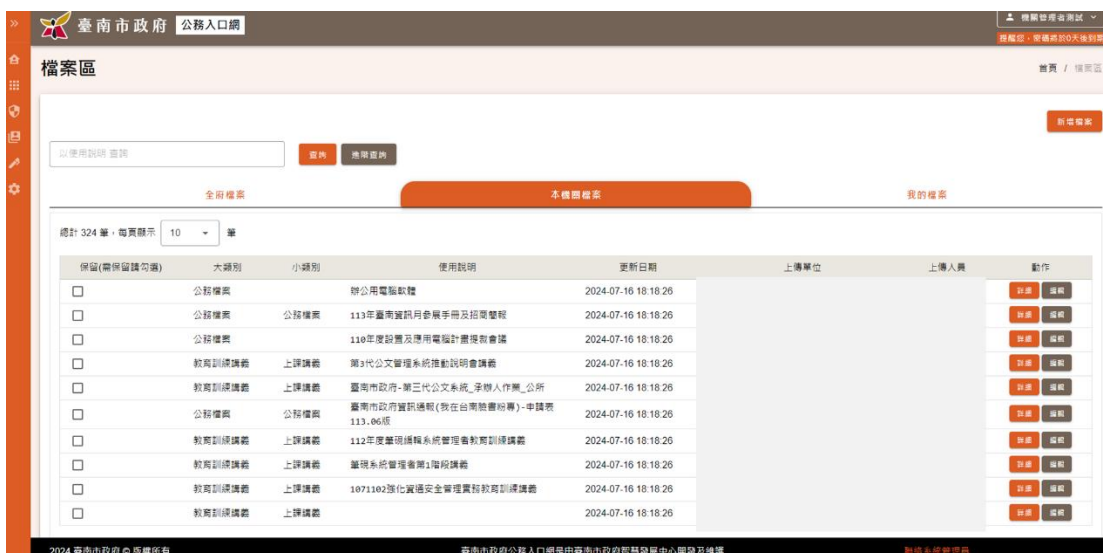 臺南市政府 公務入口網
機關管理者測試
提醒您，密碼將於0天後到期
檔案區
首頁 / 檔案區
新增檔案
以使用說明 查詢
查詢 進階查詢
全府檔案 本機關檔案 我的檔案
總計 324 筆，每頁顯示 10 筆
保留(需保留請勾選) 大類別 小類別 使用說明 更新日期 上傳單位 上傳人員 動作
公務檔案 辦公用電腦軟體 2024-07-16 18:18:26 詳細 編輯
公務檔案 公務檔案 113年臺南資訊月參展手冊及招商簡報 2024-07-16 18:18:26 詳細 編輯
公務檔案 110年度設置及應用電腦計畫提報會議 2024-07-16 18:18:26 詳細 編輯
教育訓練講義 上課講義 第3代公文管理系統推動說明會講義 2024-07-16 18:18:26 詳細 編輯
教育訓練講義 上課講義 臺南市政府-第三代公文系統_承辦人作業_公所 2024-07-16 18:18:26 詳細 編輯
公務檔案 公務檔案 臺南市政府資訊通報(我在台南臉書粉專)-申請表
113.06版 2024-07-16 18:18:26 詳細 編輯
教育訓練講義 上課講義 112年度筆硯編輯系統管理者教育訓練講義 2024-07-16 18:18:26 詳細 編輯
教育訓練講義 上課講義 筆硯系統管理者第1階段講義 2024-07-16 18:18:26 詳細 編輯
教育訓練講義 上課講義 1071102強化資通安全管理實務教育訓練講義 2024-07-16 18:18:26 詳細 編輯
教育訓練講義 上課講義 2024-07-16 18:18:26 詳細 編輯
2024 臺南市政府 © 版權所有 臺南市政府公務入口網是由臺南市政府智慧發展中心開發及維護 聯絡系統管理員